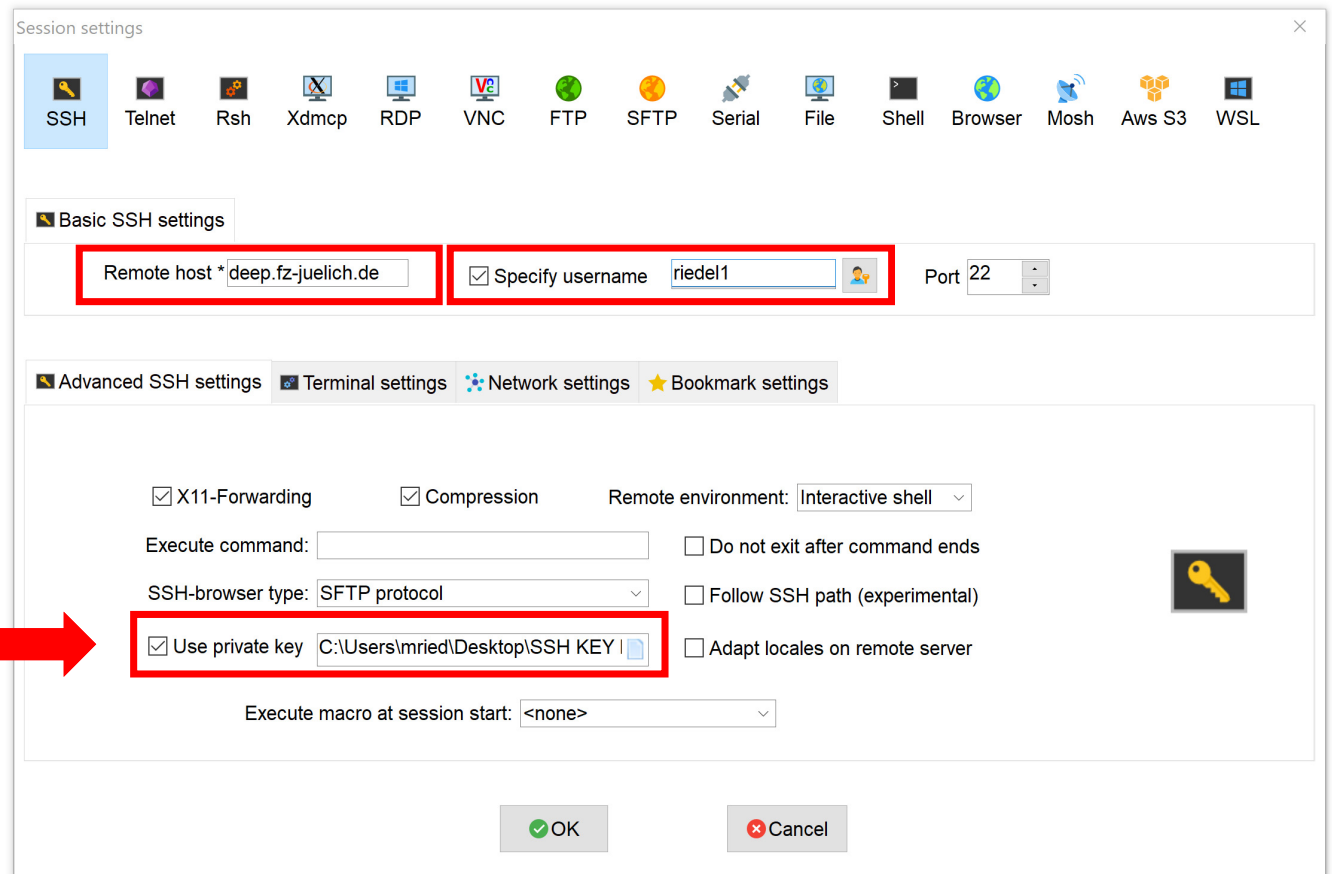 Session settings
SSH Telnet Rsh Xdmcp RDP VNC FTP SFTP Serial File Shell Browser Mosh Aws S3 WSL
Basic SSH settings
Remote host * deep.fz-juelich.de Specify username riedel1 Port 22
Advanced SSH settings Terminal settings Network settings Bookmark settings
X11-Forwarding Compression Remote environment: Interactive shell
Execute command: Do not exit after command ends
SSH-browser type: SFTP protocol Follow SSH path (experimental)
Use private key C:\Users\mried\Desktop\SSH KEY Adapt locales on remote server
Execute macro at session start: <none>
OK Cancel